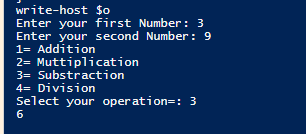 write-host $o
Enter your first Number: 3
Enter your second Number: 9
1= Addition
2= Muttiplication
3= Substraction
4= Division
Select your operation=: 3
6